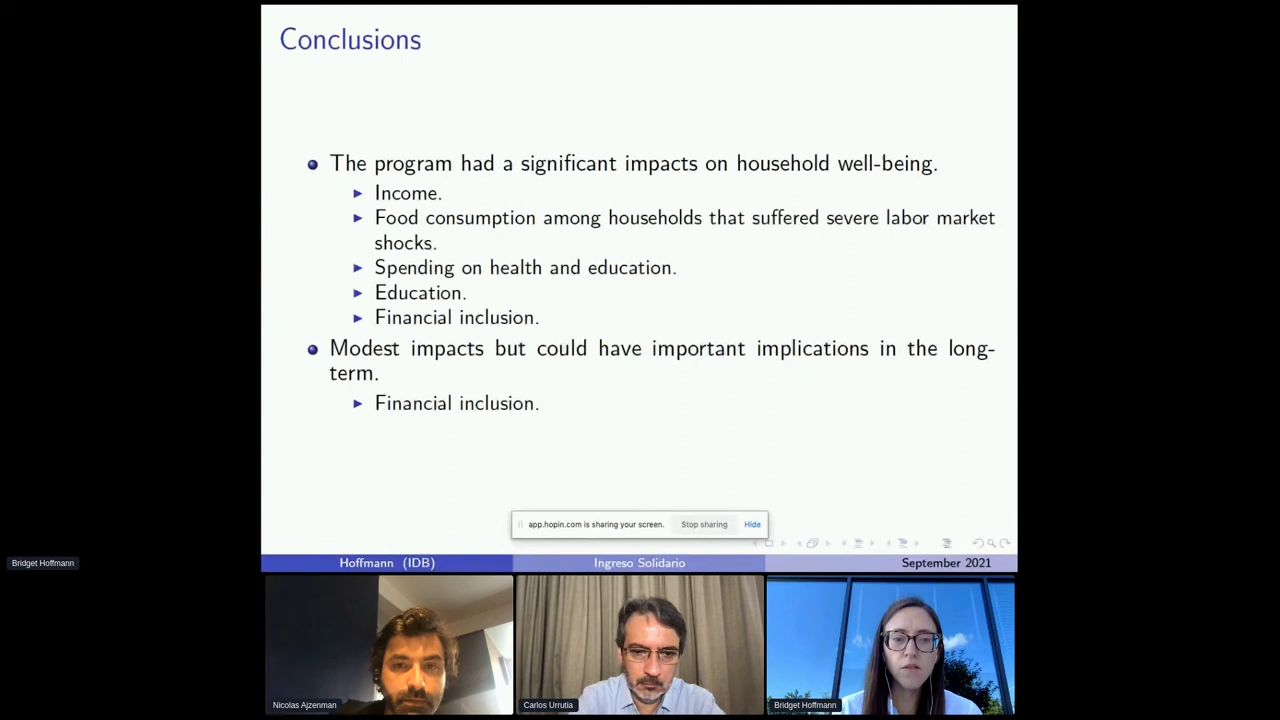 Conclusions
The program had a significant impacts on household well-being.
Income.
Food consumption among households that suffered severe labor market
shocks.
Spending on health and education.
Education.
Financial inclusion.
Modest impacts but could have important implications in the long-
term.
Financial inclusion.
app.hopin.com is sharing your screen. Stop sharing Hide
Bridget Hoffmann
Hoffmann (IDB) Ingreso Solidario September 2021
Nicolas Ajzenman Carlos Urrutia Bridget Hoffmann